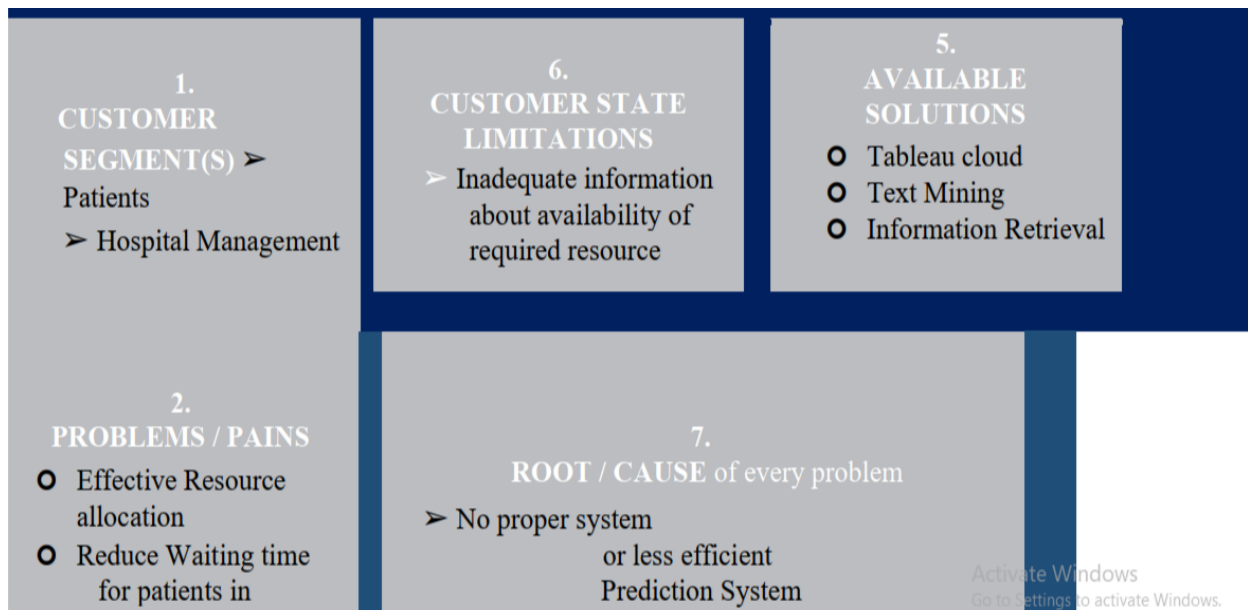 1.
CUSTOMER
SEGMENT(S) ➢
Patients
➢ Hospital Management
6.
CUSTOMER STATE
LIMITATIONS
➢ Inadequate information
about availability of
required resource
5.
AVAILABLE
SOLUTIONS
Tableau cloud
Text Mining
Information Retrieval
2.
PROBLEMS / PAINS
Effective Resource
allocation
Reduce Waiting time
for patients in
7.
ROOT / CAUSE of every problem
➢ No proper system
or less efficient
Prediction System
Activate Windows
Go to Settings to activate Windows.